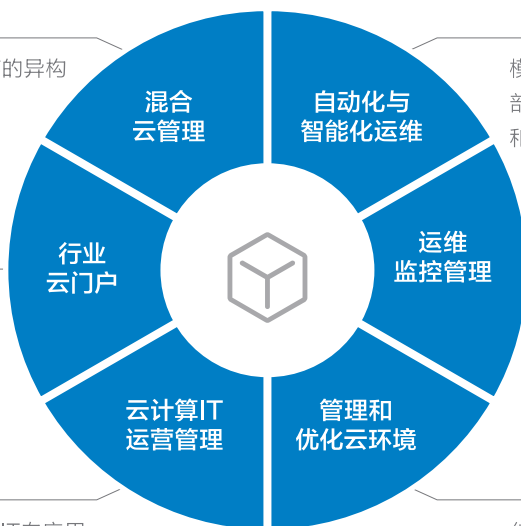 的异构
混合
云管理
自动化与
智能化运维
行业
云门户
运维
监控管理
云计算IT
运营管理
管理和
优化云环境